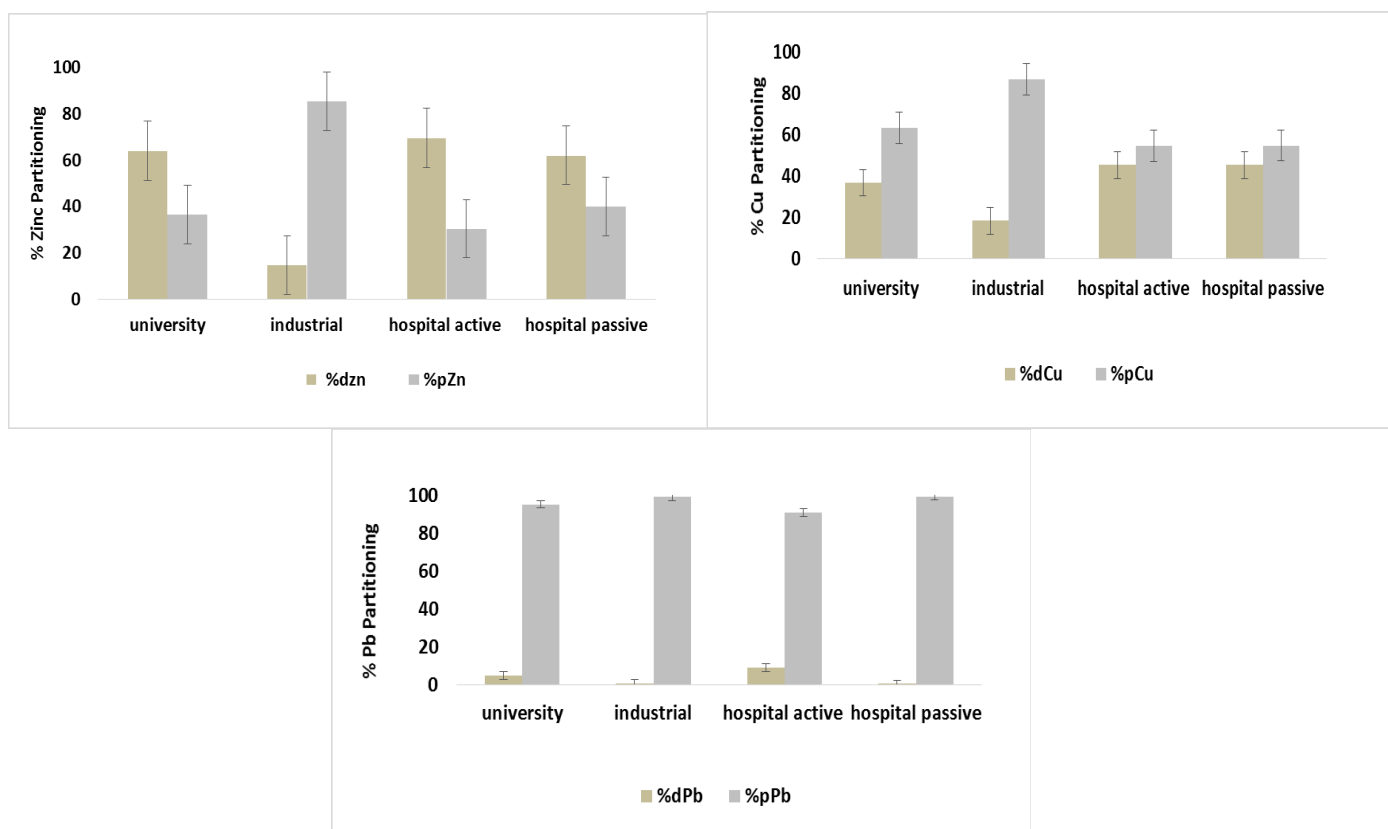 % Zinc Partitioning
100
80
60
40
20
0
university industrial hospital active hospital passive
%dzn %pZn
% Cu Partitioning
100
80
60
40
20
0
university industrial hospital active hospital passive
%dCu %pCu
% Pb Partitioning
100
80
60
40
20
0
university industrial hospital active hospital passive
%dPb %pPb